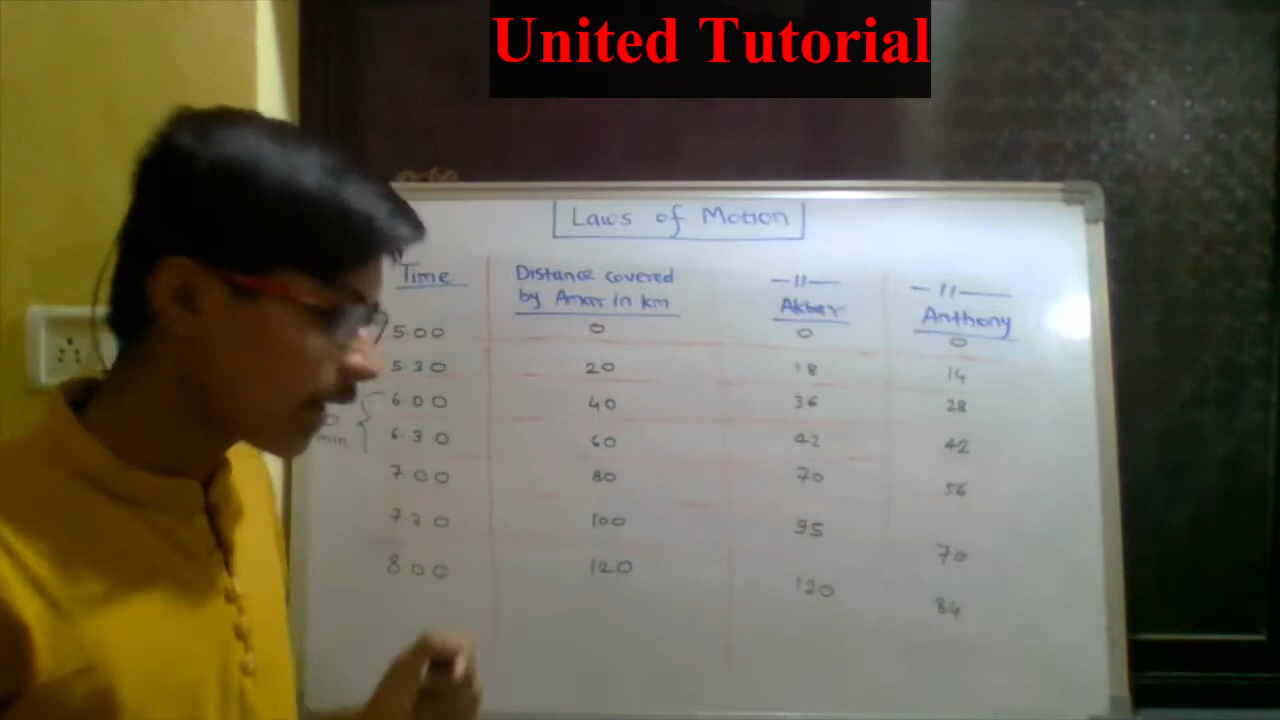 United Tutorial
Laws of Motion
Time
Distance covered
by Amar in km
—11—
Akbar
—11—
Anthony
5.00 0 0 0
5.30 20 18 14
6.00 40 36 28
6.30 60 42 42
min
7.00 80 70 56
7.30 100 95 70
8.00 120 120 84